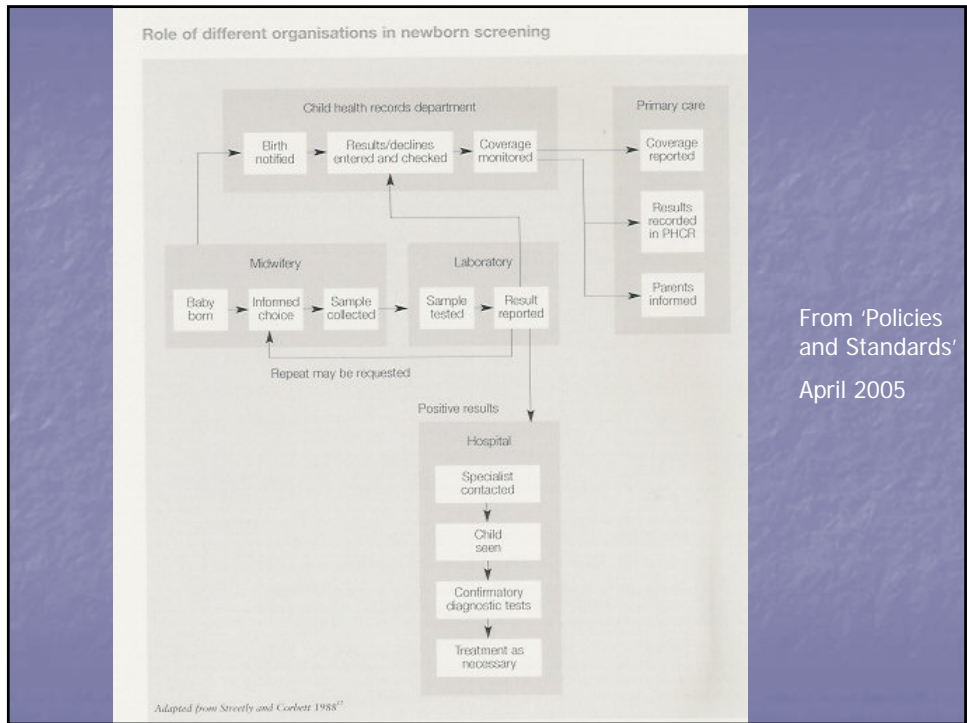 Role of different organisations in newborn screening
Child health records department
Birth
notified
Results/declines
entered and checked
Coverage
monitored
Primary care
Coverage
reported
Results
recorded
in PHCR
Parents
informed
Midwifery
Baby
born
Informed
choice
Sample
collected
Laboratory
Sample
tested
Result
reported
Repeat may be requested
Positive results
Hospital
Specialist
contacted
Child
seen
Confirmatory
diagnostic tests
Treatment as
necessary
Adapted from Streetly and Corbett 1988
From ‘Policies
and Standards’
April 2005